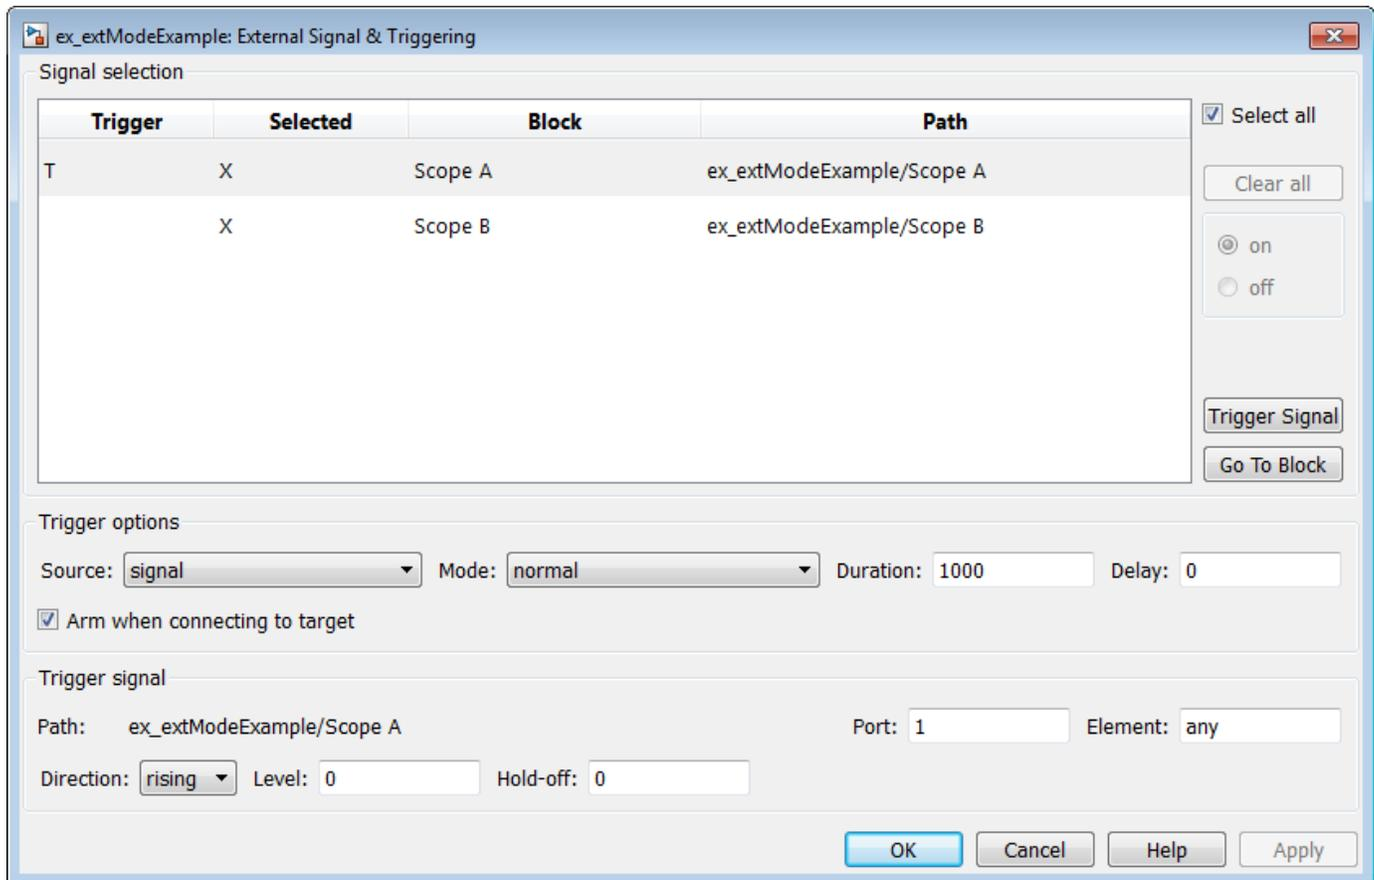 ex_extModeExample: External Signal & Triggering
Signal selection
Trigger Selected Block Path
Select all
T X Scope A ex_extModeExample/Scope A
Clear all
X Scope B ex_extModeExample/Scope B
on
off
Trigger Signal
Go To Block
Trigger options
Source: signal Mode: normal Duration: 1000 Delay: 0
Arm when connecting to target
Trigger signal
Path: ex_extModeExample/Scope A Port: 1 Element: any
Direction: rising Level: 0 Hold-off: 0
OK Cancel Help Apply